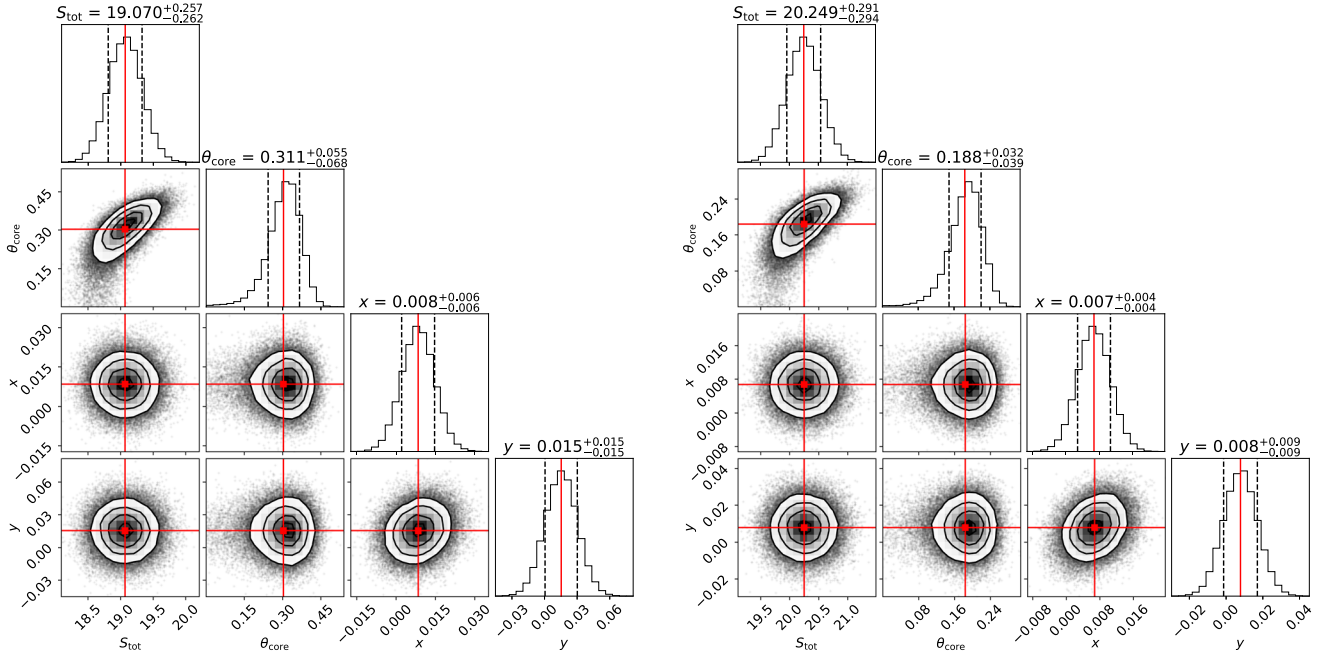 S_tot = 19.070 +0.257 −0.262
θ_core = 0.311 +0.055 −0.068
0.45
0.30
0.15
θ_core
x = 0.008 +0.006 −0.006
0.030
0.015
0.000
−0.015
x
y = 0.015 +0.015 −0.015
0.06
0.03
0.00
−0.03
y
18.5 19.0 19.5 20.0
S_tot
0.15 0.30 0.45
θ_core
−0.015 0.000 0.015 0.030
x
−0.03 0.00 0.03 0.06
y
S_tot = 20.249 +0.291 −0.294
θ_core = 0.188 +0.032 −0.039
0.24
0.16
0.08
θ_core
x = 0.007 +0.004 −0.004
0.016
0.008
0.000
−0.008
x
y = 0.008 +0.009 −0.009
0.04
0.02
0.00
−0.02
y
19.5 20.0 20.5 21.0
S_tot
0.08 0.16 0.24
θ_core
−0.008 0.000 0.008 0.016
x
−0.02 0.00 0.02 0.04
y